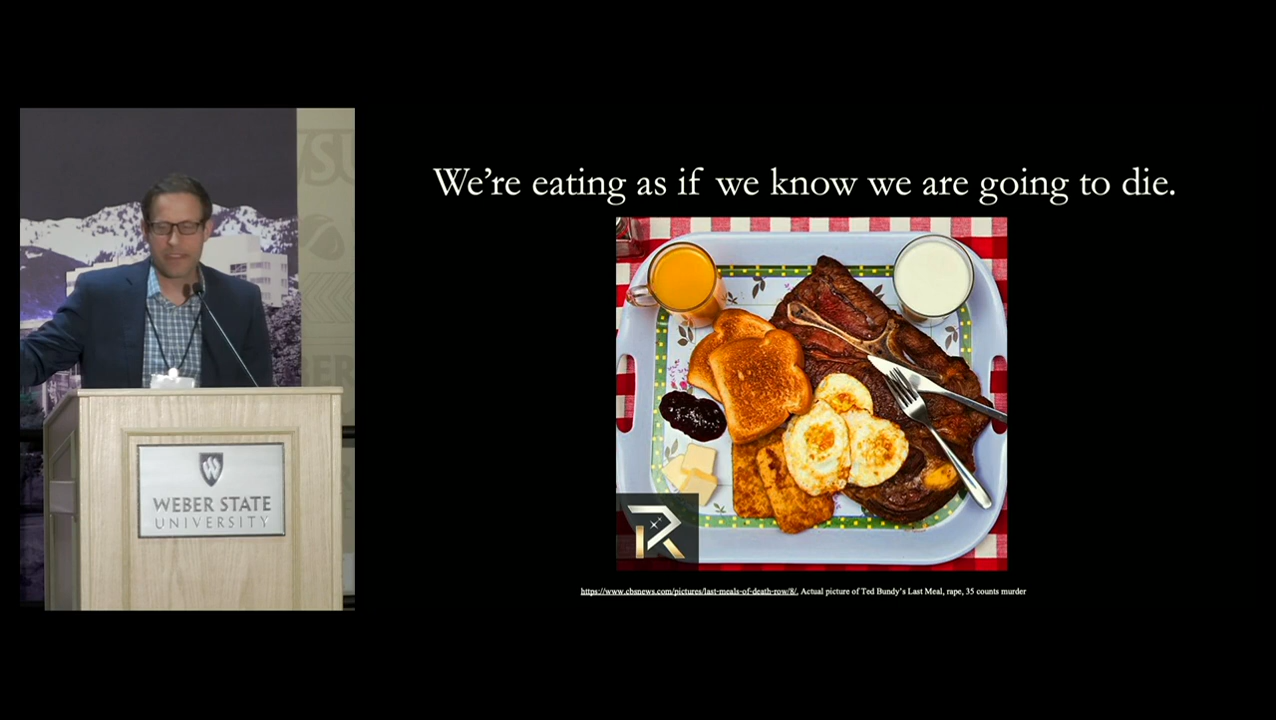 We're eating as if we know we are going to die.
WSU
WEBER STATE
UNIVERSITY
https://www.cbsnews.com/pictures/last-meals-of-death-row/8/, Actual picture of Ted Bundy's Last Meal, rape, 35 counts murder